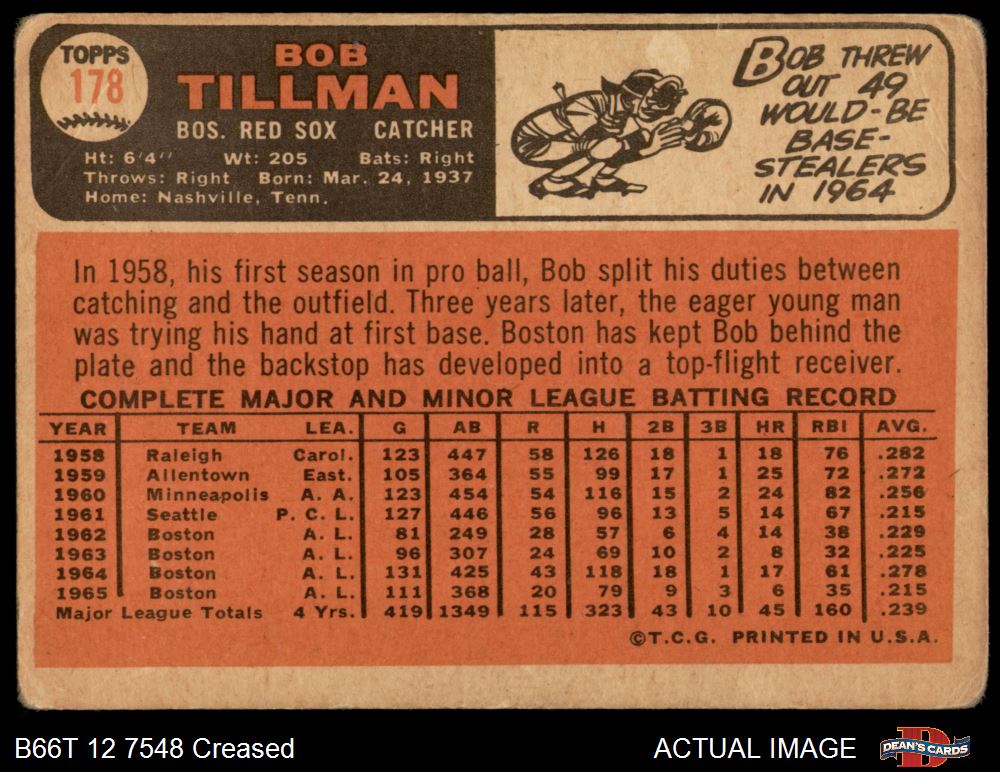 TOPPS
178
BOB
TILLMAN
BOS. RED SOX CATCHER
Ht: 6'4" Wt: 205 Bats: Right
Throws: Right Born: Mar. 24, 1937
Home: Nashville, Tenn.
BOB THREW
OUT 49
WOULD-BE
BASE-
STEALERS
IN 1964
In 1958, his first season in pro ball, Bob split his duties between
catching and the outfield. Three years later, the eager young man
was trying his hand at first base. Boston has kept Bob behind the
plate and the backstop has developed into a top-flight receiver.
COMPLETE MAJOR AND MINOR LEAGUE BATTING RECORD
YEAR TEAM LEA. G AB R H 2B 3B HR RBI AVG.
1958 Raleigh Carol. 123 447 58 126 18 1 18 76 .282
1959 Allentown East. 105 364 55 99 17 1 25 72 .272
1960 Minneapolis A. A. 123 454 54 116 15 2 24 82 .256
1961 Seattle P. C. L. 127 446 56 96 13 5 14 67 .215
1962 Boston A. L. 81 249 28 57 6 4 14 38 .229
1963 Boston A. L. 96 307 24 69 10 2 8 32 .225
1964 Boston A. L. 131 425 43 118 18 1 17 61 .278
1965 Boston A. L. 111 368 20 79 9 3 6 35 .215
Major League Totals 4 Yrs. 419 1349 115 323 43 10 45 160 .239
©T.C.G. PRINTED IN U.S.A.
B66T 12 7548 Creased
ACTUAL IMAGE
D
DEAN'S CARDS